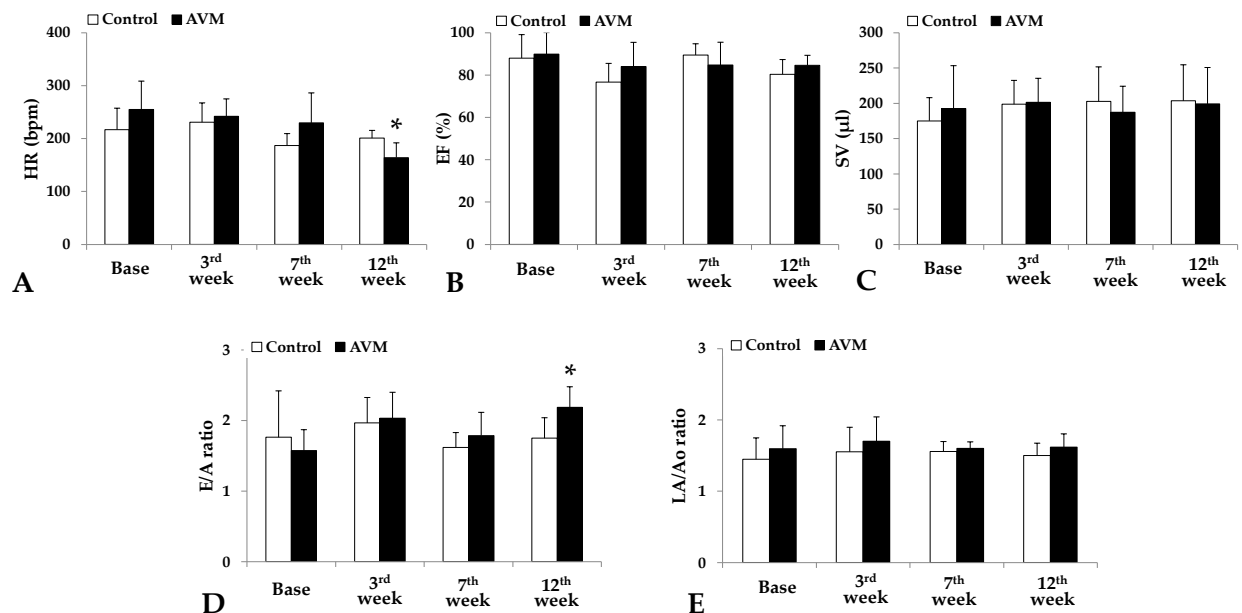 Control AVM
400
300
200
100
0
HR (bpm)
*
Base 3rd week 7th week 12th week
A
Control AVM
100
80
60
40
20
0
EF (%)
Base 3rd week 7th week 12th week
B
Control AVM
300
250
200
150
100
50
0
SV (µl)
Base 3rd week 7th week 12th week
C
Control AVM
3
2
1
0
E/A ratio
*
Base 3rd week 7th week 12th week
D
Control AVM
3
2
1
0
LA/Ao ratio
Base 3rd week 7th week 12th week
E